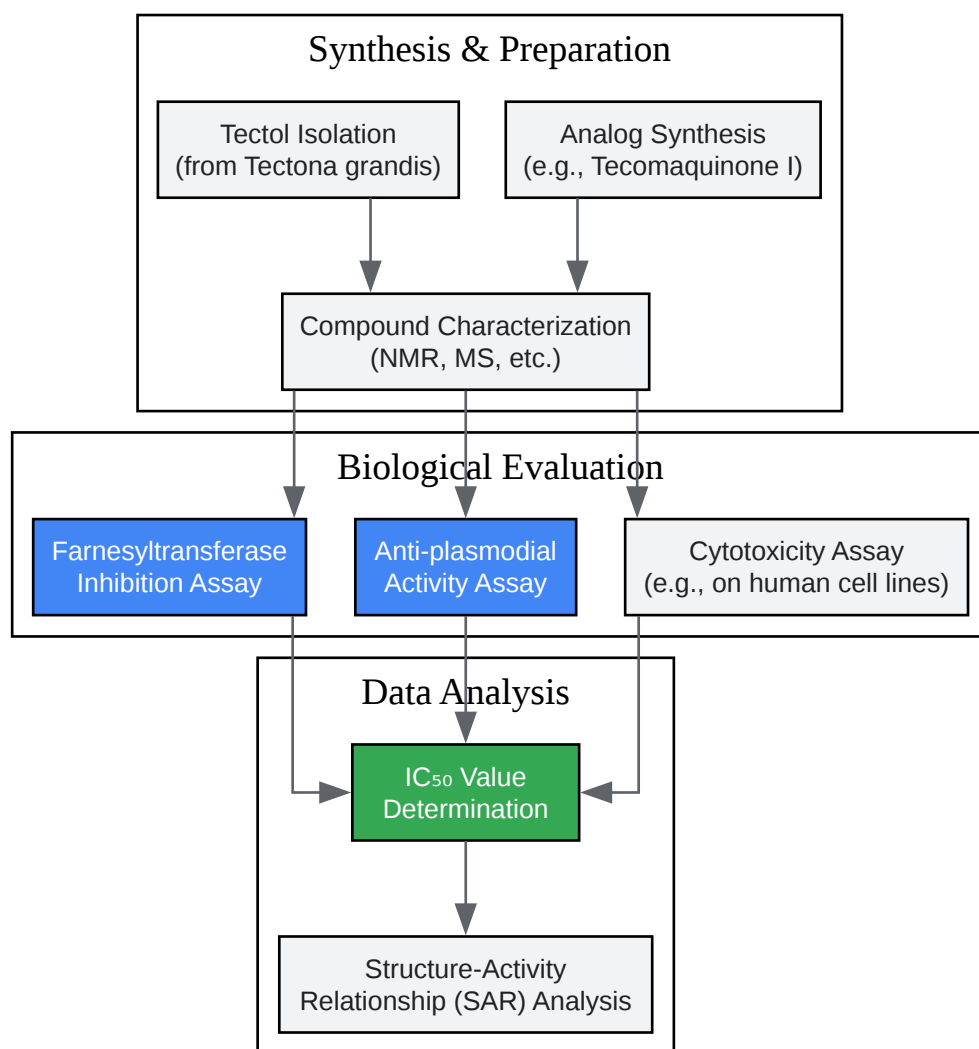 Synthesis & Preparation
Tectol Isolation
(from Tectona grandis)
Analog Synthesis
(e.g., Tecomaquinone I)
Compound Characterization
(NMR, MS, etc.)
Biological Evaluation
Farnesyltransferase
Inhibition Assay
Anti-plasmodial
Activity Assay
Cytotoxicity Assay
(e.g., on human cell lines)
Data Analysis
IC₅₀ Value
Determination
Structure-Activity
Relationship (SAR) Analysis